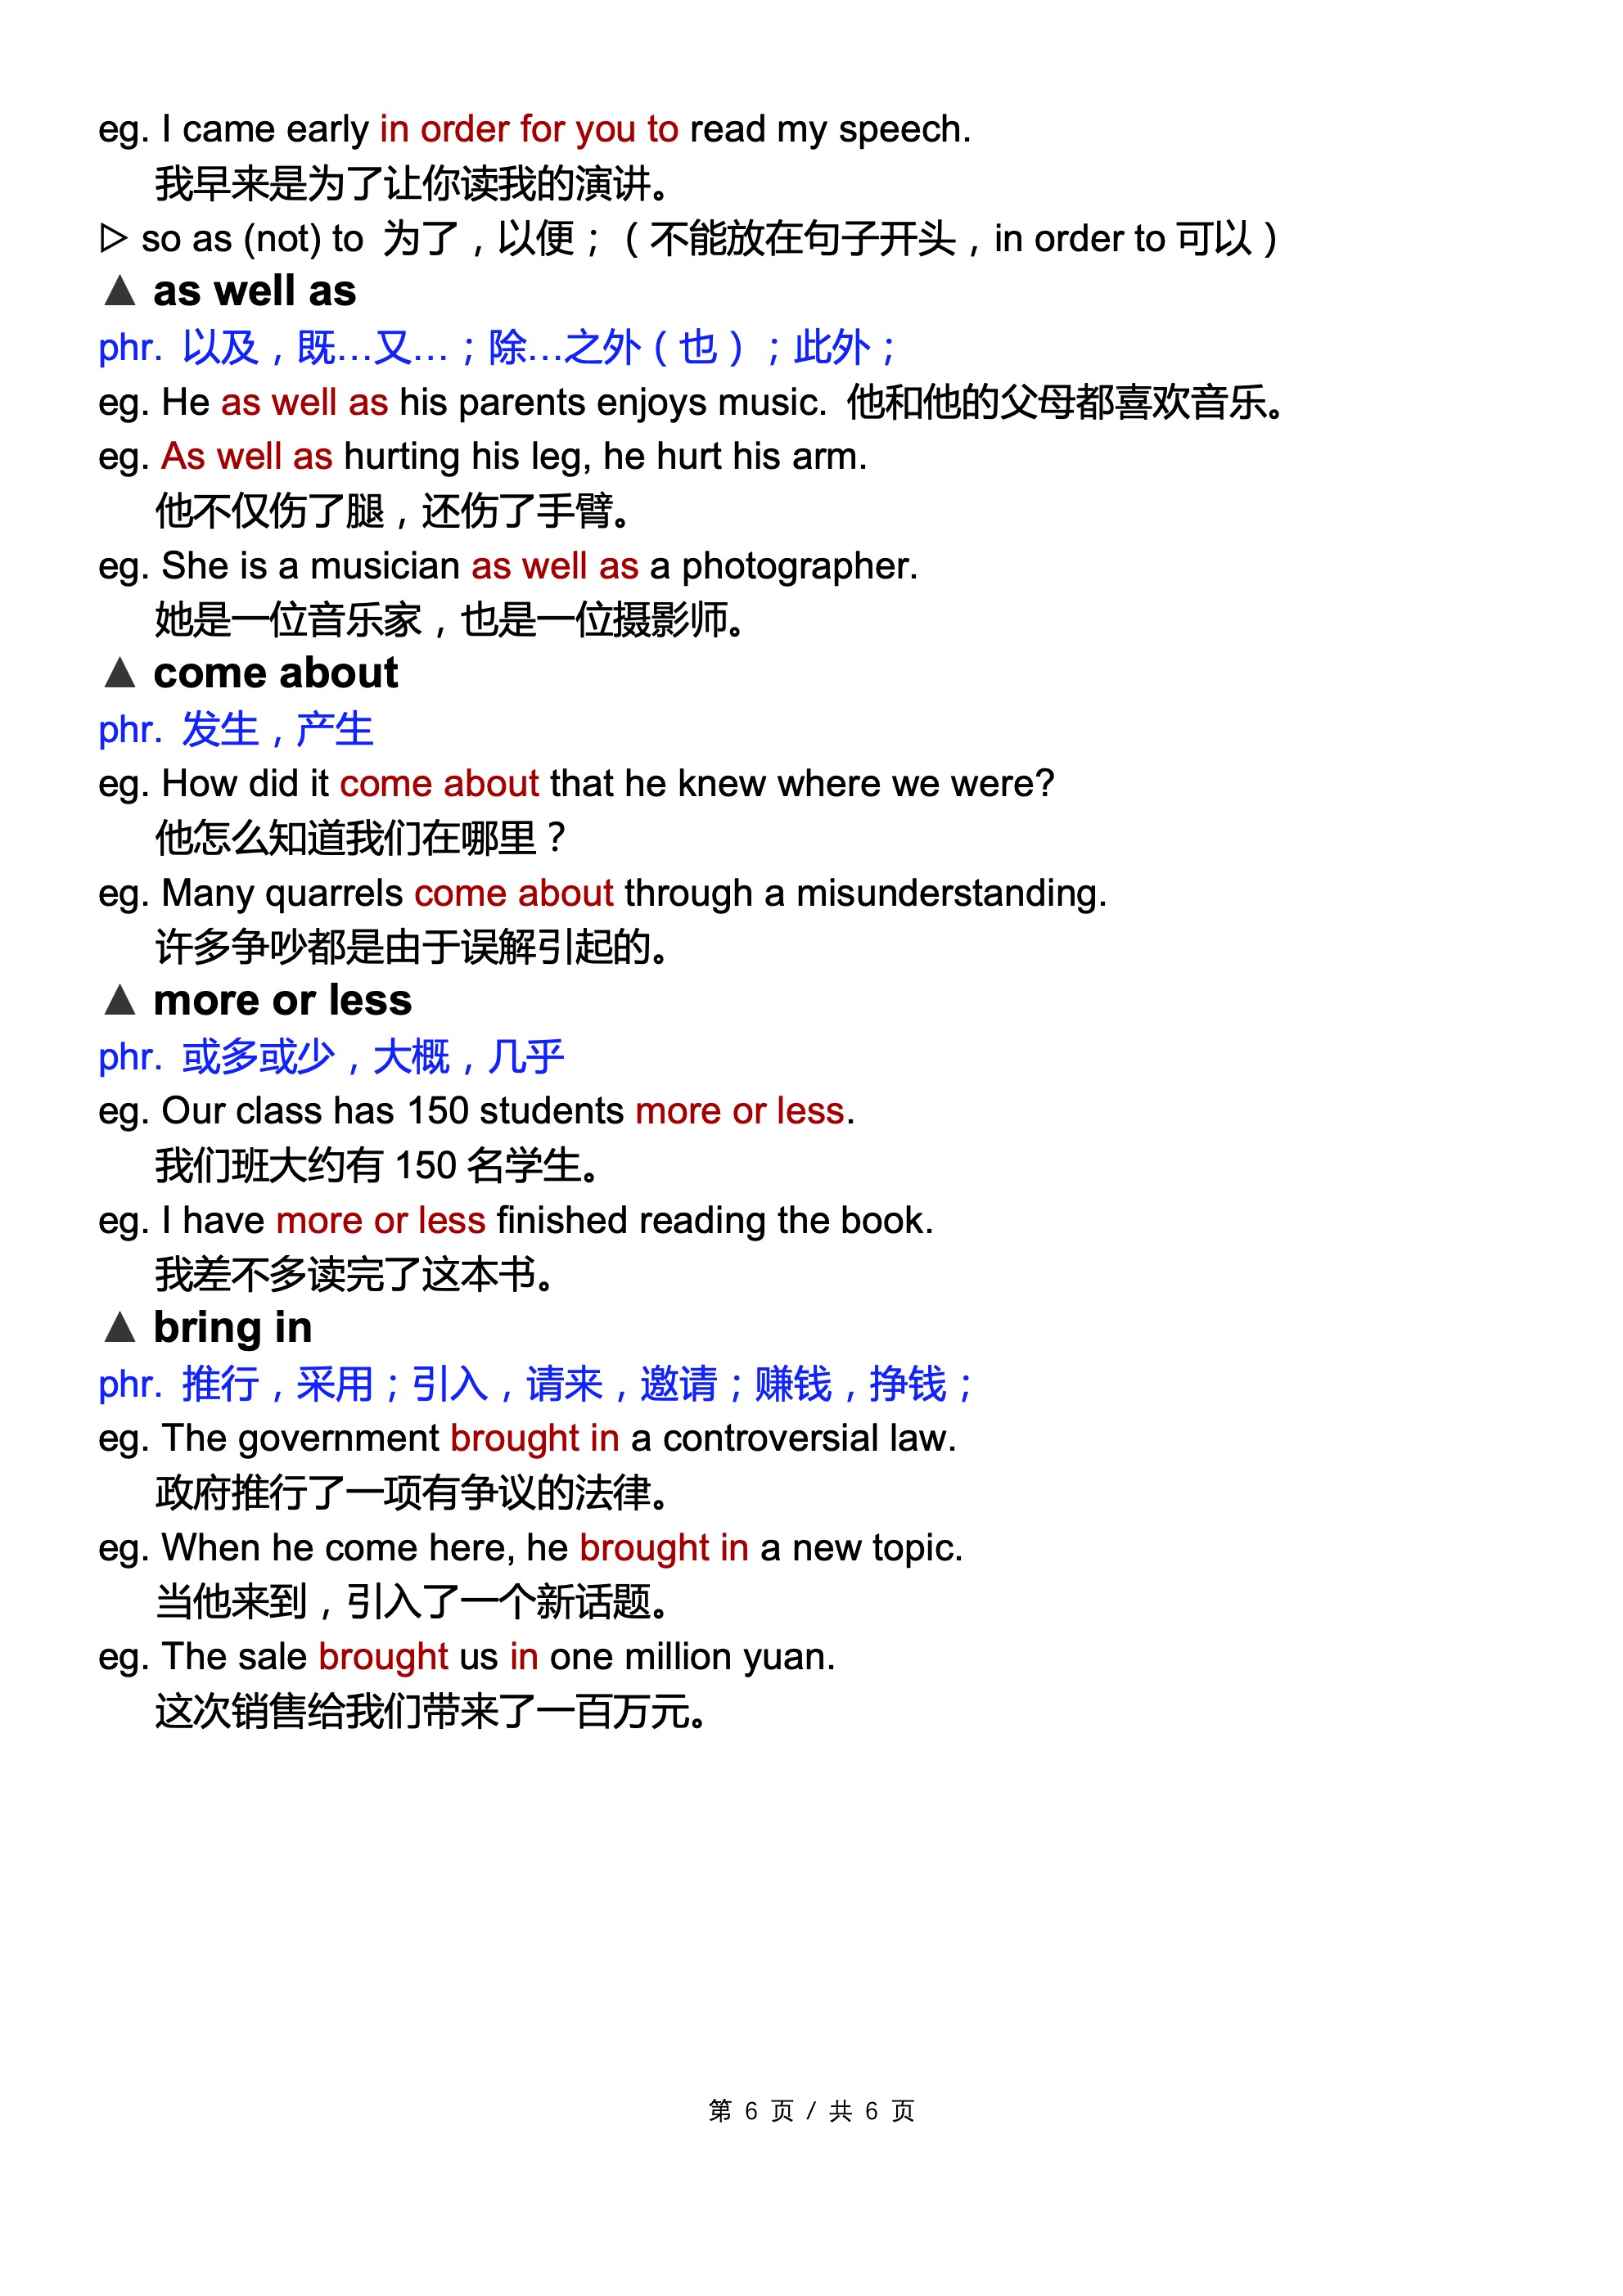 eg. I came early in order for you to read my speech.
我早来是为了让你读我的演讲。
▷ so as (not) to 为了，以便；（不能放在句子开头，in order to 可以）
▲ as well as
phr. 以及，既…又…；除…之外（也）；此外；
eg. He as well as his parents enjoys music. 他和他的父母都喜欢音乐。
eg. As well as hurting his leg, he hurt his arm.
他不仅伤了腿，还伤了手臂。
eg. She is a musician as well as a photographer.
她是一位音乐家，也是一位摄影师。
▲ come about
phr. 发生，产生
eg. How did it come about that he knew where we were?
他怎么知道我们在哪里？
eg. Many quarrels come about through a misunderstanding.
许多争吵都是由于误解引起的。
▲ more or less
phr. 或多或少，大概，几乎
eg. Our class has 150 students more or less.
我们班大约有 150 名学生。
eg. I have more or less finished reading the book.
我差不多读完了这本书。
▲ bring in
phr. 推行，采用；引入，请来，邀请；赚钱，挣钱；
eg. The government brought in a controversial law.
政府推行了一项有争议的法律。
eg. When he come here, he brought in a new topic.
当他来到，引入了一个新话题。
eg. The sale brought us in one million yuan.
这次销售给我们带来了一百万元。
第 6 页 / 共 6 页